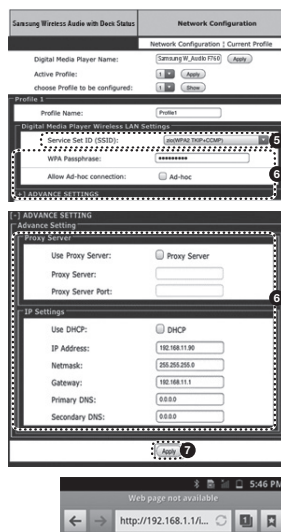 Samsung Wireless Audio with Dock Status
Network Configuration
Network Configuration | Current Profile
Digital Media Player Name: Samsung W_Audio F760 Apply
Active Profile: 1 Apply
choose Profile to be configured: 1 Show
Profile 1
Profile Name: Profile1
Digital Media Player Wireless LAN Settings
Service Set ID (SSID): zio(WPA2:TKIP+CCMP) 5
WPA Passphrase: •••••••••
Allow Ad-hoc connection: Ad-hoc 6
[+] ADVANCE SETTINGS
[-] ADVANCE SETTING
Advance Setting
Proxy Server
Use Proxy Server: Proxy Server
Proxy Server:
Proxy Server Port:
6
IP Settings
Use DHCP: DHCP
IP Address: 192.168.11.90
Netmask: 255.255.255.0
Gateway: 192.168.11.1
Primary DNS: 0.0.0.0
Secondary DNS: 0.0.0.0
Apply 7
5:46 PM
Web page not available
http://192.168.1.1/i...